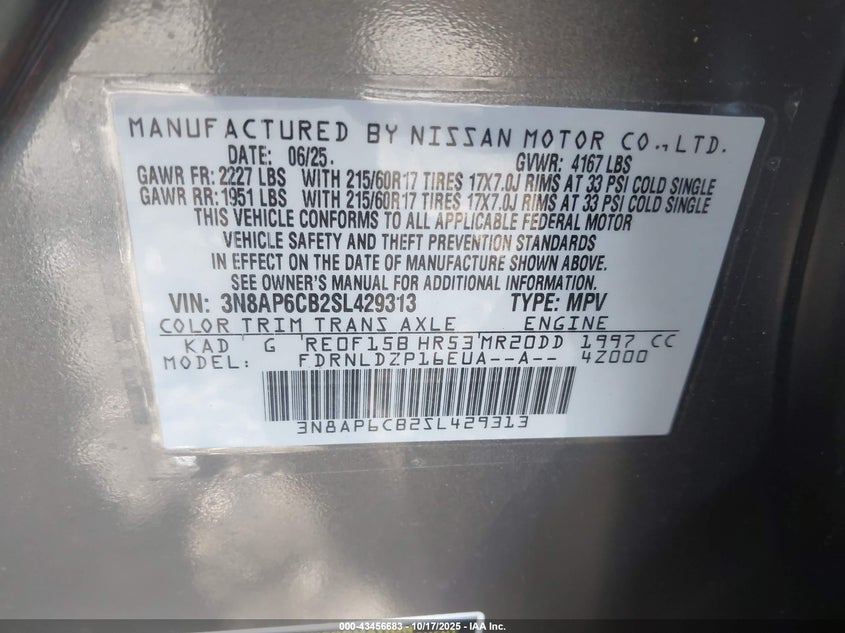 MANUFACTURED BY NISSAN MOTOR CO.,LTD.
DATE: 06/25. GVWR: 4167 LBS
GAWR FR: 2227 LBS WITH 215/60R17 TIRES 17X7.0J RIMS AT 33 PSI COLD SINGLE
GAWR RR: 1951 LBS WITH 215/60R17 TIRES 17X7.0J RIMS AT 33 PSI COLD SINGLE
THIS VEHICLE CONFORMS TO ALL APPLICABLE FEDERAL MOTOR
VEHICLE SAFETY AND THEFT PREVENTION STANDARDS
IN EFFECT ON THE DATE OF MANUFACTURE SHOWN ABOVE.
SEE OWNER'S MANUAL FOR ADDITIONAL INFORMATION
VIN: 3N8AP6CB2SL429313 TYPE: MPV
COLOR TRIM TRANS AXLE ENGINE
KAD G RE0F15B HR53 MR20DD 1997 CC
MODEL: FDRNLDZP16EUA--A-- 4Z000
3N8AP6CB2SL429313
000-43456683 - 10/17/2025 - IAA Inc.